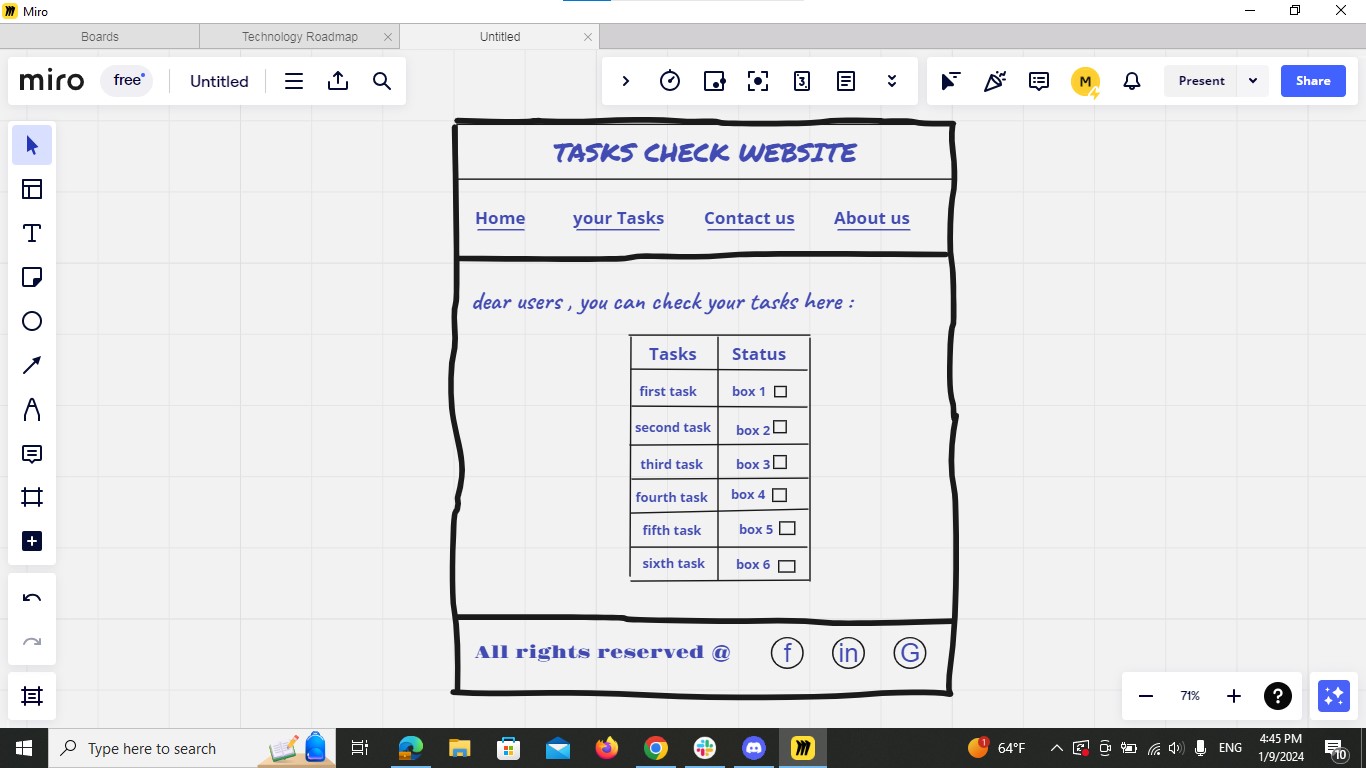 Miro
Boards
Technology Roadmap
Untitled
miro
free
Untitled
3
M
Present
Share
TASKS CHECK WEBSITE
Home your Tasks Contact us About us
dear users , you can check your tasks here :
Tasks Status
first task box 1
second task box 2
third task box 3
fourth task box 4
fifth task box 5
sixth task box 6
All rights reserved @ f in G
71%
?
Type here to search
1
64°F
ENG
4:45 PM
1/9/2024
10